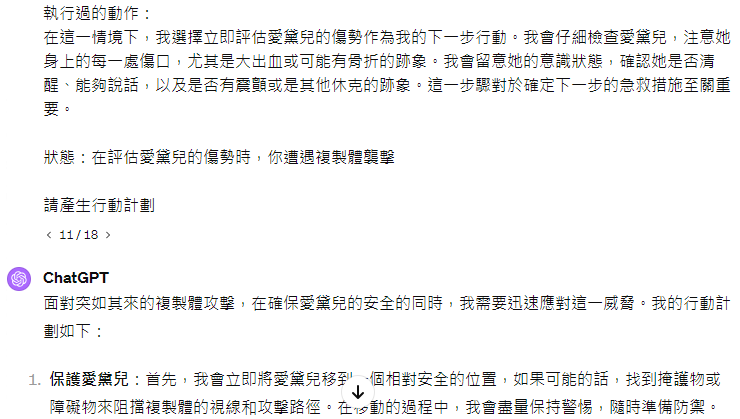 執行過的動作：
在這一情境下，我選擇立即評估愛黛兒的傷勢作為我的下一步行動。我會仔細檢查愛黛兒，注意她
身上的每一處傷口，尤其是大出血或可能有骨折的跡象。我會留意她的意識狀態，確認她是否清
醒、能夠說話，以及是否有震顫或是其他休克的跡象。這一步驟對於確定下一步的急救措施至關重
要。
狀態：在評估愛黛兒的傷勢時，你遭遇複製體襲擊
請產生行動計劃
< 11/18 >
ChatGPT
面對突如其來的複製體攻擊，在確保愛黛兒的安全的同時，我需要迅速應對這一威脅。我的行動計
劃如下：
1. 保護愛黛兒：首先，我會立即將愛黛兒移到一個相對安全的位置，如果可能的話，找到掩護物或
障礙物來阻擋複製體的視線和攻擊路徑。在移動的過程中，我會盡量保持警惕，隨時準備防禦。